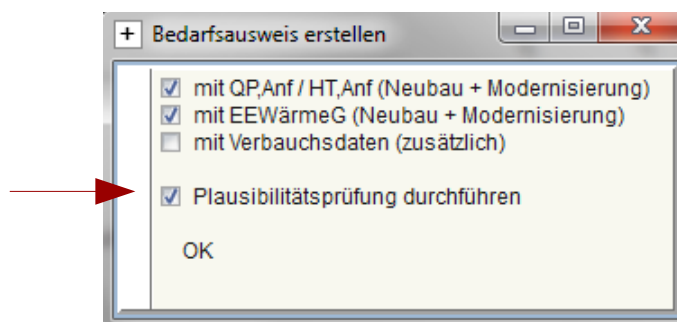 Bedarfsausweis erstellen
mit QP,Anf / HT,Anf (Neubau + Modernisierung)
mit EEWärmeG (Neubau + Modernisierung)
mit Verbauchsdaten (zusätzlich)
Plausibilitätsprüfung durchführen
OK